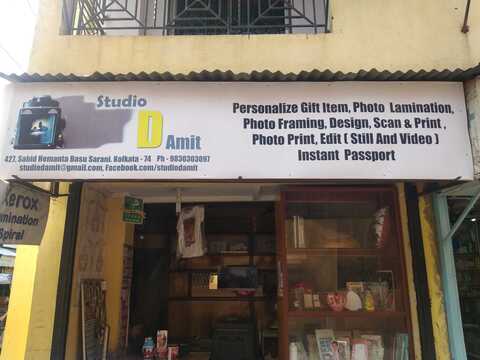 Studio
D Amit
427, Sahid Hemanta Basu Sarani. Kolkata - 74 Ph - 9830303097
studiodamit@gmail.com, Facebook.com/studiodamit
Personalize Gift Item, Photo Lamination,
Photo Framing, Design, Scan & Print ,
Photo Print, Edit ( Still And Video )
Instant Passport
Xerox
Lamination
Spiral